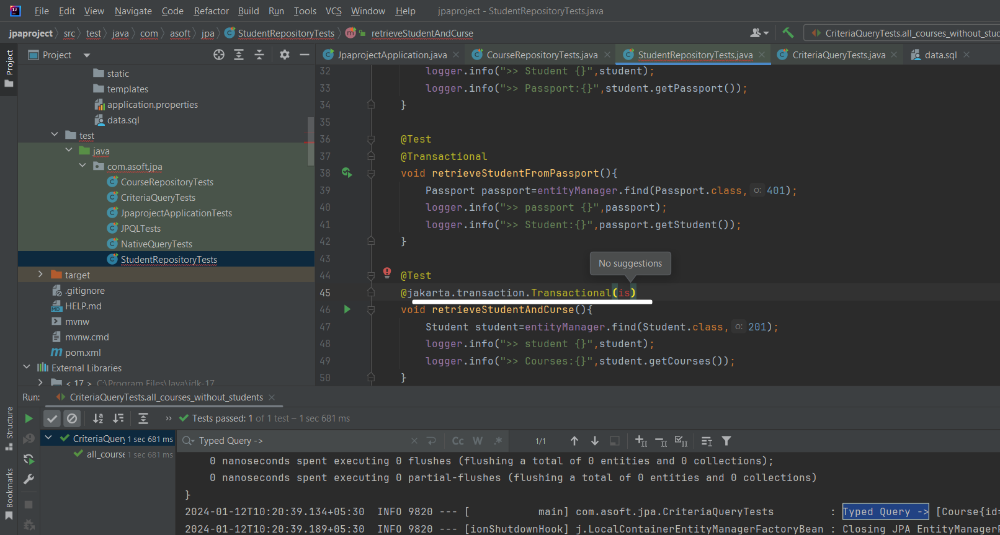 File Edit View Navigate Code Refactor Build Run Tools VCS Window Help jpaproject - StudentRepositoryTests.java
jpaproject src test java com asoft jpa StudentRepositoryTests retrieveStudentAndCurse CriteriaQueryTests.all_courses_without_stud
Project
Project
JpaprojectApplication.java CourseRepositoryTests.java StudentRepositoryTests.java CriteriaQueryTests.java data.sql
static
templates
application.properties
data.sql
test
java
com.asoft.jpa
CourseRepositoryTests
CriteriaQueryTests
JpaprojectApplicationTests
JPQLTests
NativeQueryTests
StudentRepositoryTests
target
.gitignore
HELP.md
mvnw
mvnw.cmd
pom.xml
External Libraries
< 17 > C:\Program Files\Java\jdk-17
32 logger.info(">> Student {}",student);
33 logger.info(">> Passport:{}",student.getPassport());
34 }
35
36 @Test
37 @Transactional
38 void retrieveStudentFromPassport(){
39 Passport passport=entityManager.find(Passport.class, o: 401);
40 logger.info(">> passport {}",passport);
41 logger.info(">> Student:{}",passport.getStudent());
42 }
43
No suggestions
44 @Test
45 @jakarta.transaction.Transactional(is)
46 void retrieveStudentAndCurse(){
47 Student student=entityManager.find(Student.class, o: 201);
48 logger.info(">> student {}",student);
49 logger.info(">> Courses:{}",student.getCourses());
50 }
Structure
Bookmarks
Run: CriteriaQueryTests.all_courses_without_students
Tests passed: 1 of 1 test – 1 sec 681 ms
CriteriaQuery 1 sec 681 ms
all_course 1 sec 681 ms
Typed Query -> Cc W .* 1/1
0 nanoseconds spent executing 0 flushes (flushing a total of 0 entities and 0 collections);
0 nanoseconds spent executing 0 partial-flushes (flushing a total of 0 entities and 0 collections)
}
2024-01-12T10:20:39.134+05:30 INFO 9820 --- [ main] com.asoft.jpa.CriteriaQueryTests : Typed Query -> [Course{id=
2024-01-12T10:20:39.189+05:30 INFO 9820 --- [ionShutdownHook] j.LocalContainerEntityManagerFactoryBean : Closing JPA EntityManagerF